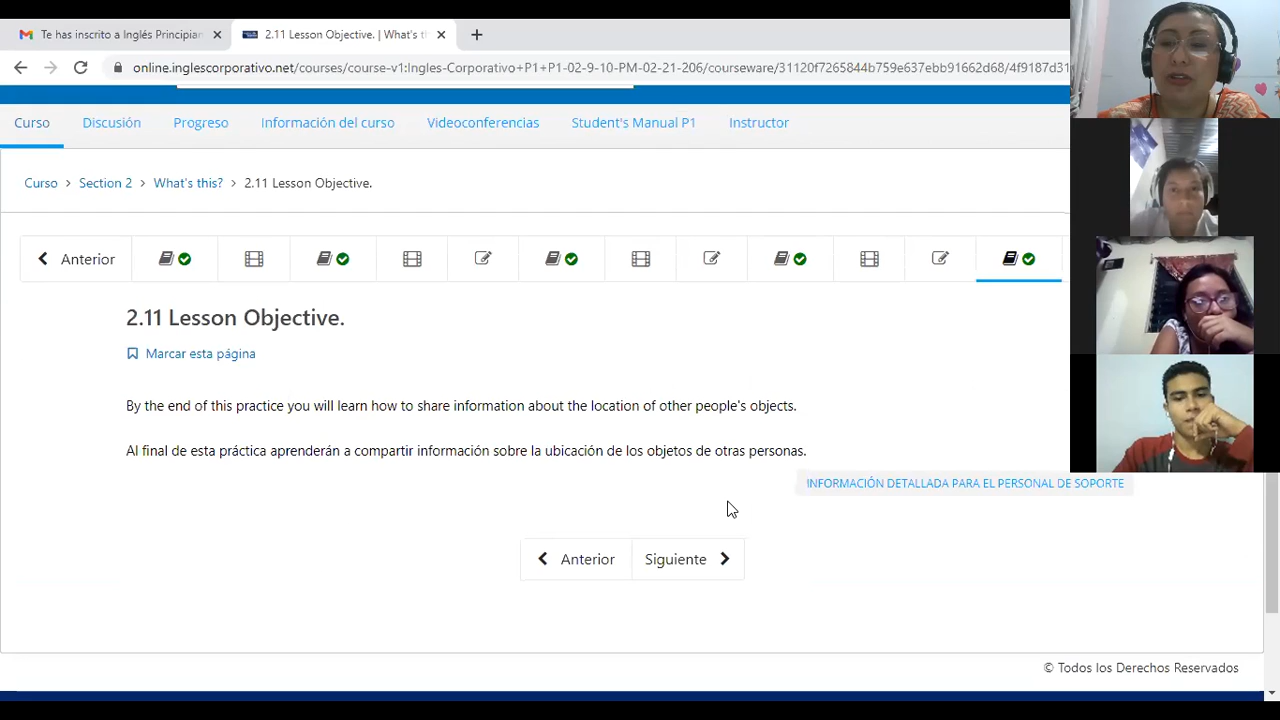 Te has inscrito a Inglés Principian
2.11 Lesson Objective. | What's th
online.inglescorporativo.net/courses/course-v1:Ingles-Corporativo+P1+P1-02-9-10-PM-02-21-206/courseware/31120f7265844b759e637ebb91662d68/4f9187d31
Curso Discusión Progreso Información del curso Videoconferencias Student's Manual P1 Instructor
Curso > Section 2 > What's this? > 2.11 Lesson Objective.
Anterior
2.11 Lesson Objective.
Marcar esta página
By the end of this practice you will learn how to share information about the location of other people's objects.
Al final de esta práctica aprenderán a compartir información sobre la ubicación de los objetos de otras personas.
INFORMACIÓN DETALLADA PARA EL PERSONAL DE SOPORTE
Anterior Siguiente
© Todos los Derechos Reservados